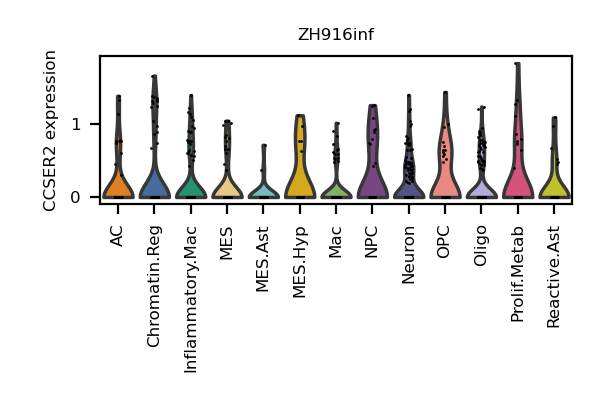 ZH916inf
CCSER2 expression
1
0
AC
Chromatin.Reg
Inflammatory.Mac
MES
MES.Ast
MES.Hyp
Mac
NPC
Neuron
OPC
Oligo
Prolif.Metab
Reactive.Ast